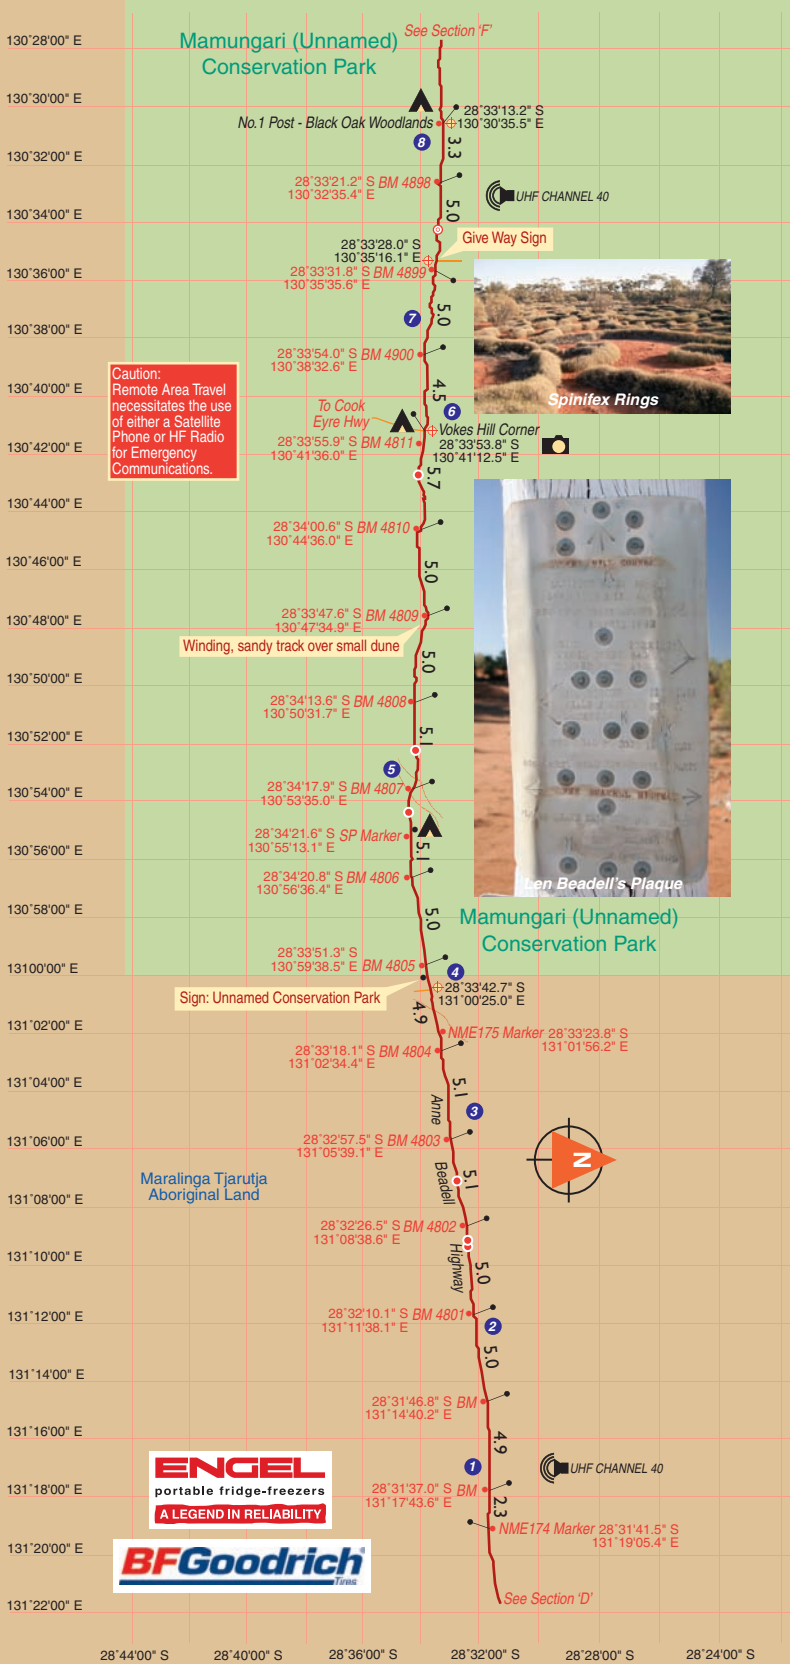 See Section 'F'
130˚28'00" E
Mamungari (Unnamed)
Conservation Park
130˚30'00" E
28˚33'13.2" S
No.1 Post - Black Oak Woodlands
130˚30'35.5" E
8
3.3
130˚32'00" E
28˚33'21.2" S BM 4898
130˚32'35.4" E
UHF CHANNEL 40
5.0
130˚34'00" E
Give Way Sign
28˚33'28.0" S
130˚35'16.1" E
130˚36'00" E
28˚33'31.8" S BM 4899
130˚35'35.6" E
7
5.0
130˚38'00" E
28˚33'54.0" S BM 4900
130˚38'32.6" E
Caution:
Remote Area Travel
necessitates the use
of either a Satellite
Phone or HF Radio
for Emergency
Communications.
4.5
130˚40'00" E
Spinifex Rings
To Cook
Eyre Hwy
6
Vokes Hill Corner
28˚33'53.8" S
130˚41'12.5" E
28˚33'55.9" S BM 4811
130˚41'36.0" E
130˚42'00" E
5.7
130˚44'00" E
28˚34'00.6" S BM 4810
130˚44'36.0" E
130˚46'00" E
5.0
130˚48'00" E
28˚33'47.6" S BM 4809
130˚47'34.9" E
Winding, sandy track over small dune
5.0
130˚50'00" E
28˚34'13.6" S BM 4808
130˚50'31.7" E
130˚52'00" E
5.1
5
130˚54'00" E
28˚34'17.9" S BM 4807
130˚53'35.0" E
28˚34'21.6" S SP Marker
130˚55'13.1" E
130˚56'00" E
5.1
28˚34'20.8" S BM 4806
130˚56'36.4" E
Len Beadell's Plaque
130˚58'00" E
5.0
Mamungari (Unnamed)
Conservation Park
28˚33'51.3" S
130˚59'38.5" E BM 4805
13100'00" E
4
28˚33'42.7" S
131˚00'25.0" E
Sign: Unnamed Conservation Park
4.9
131˚02'00" E
NME175 Marker 28˚33'23.8" S
131˚01'56.2" E
28˚33'18.1" S BM 4804
131˚02'34.4" E
131˚04'00" E
5.1
3
Anne
131˚06'00" E
28˚32'57.5" S BM 4803
131˚05'39.1" E
N
Maralinga Tjarutja
Aboriginal Land
5.1
Beadell
131˚08'00" E
28˚32'26.5" S BM 4802
131˚08'38.6" E
Highway
131˚10'00" E
5.0
131˚12'00" E
28˚32'10.1" S BM 4801
131˚11'38.1" E
2
5.0
131˚14'00" E
28˚31'46.8" S BM
131˚14'40.2" E
131˚16'00" E
4.9
1
UHF CHANNEL 40
ENGEL
portable fridge-freezers
A LEGEND IN RELIABILITY
131˚18'00" E
28˚31'37.0" S BM
131˚17'43.6" E
2.3
NME174 Marker 28˚31'41.5" S
131˚19'05.4" E
131˚20'00" E
BFGoodrich®
Tires
See Section 'D'
131˚22'00" E
28˚44'00" S
28˚40'00" S
28˚36'00" S
28˚32'00" S
28˚28'00" S
28˚24'00" S